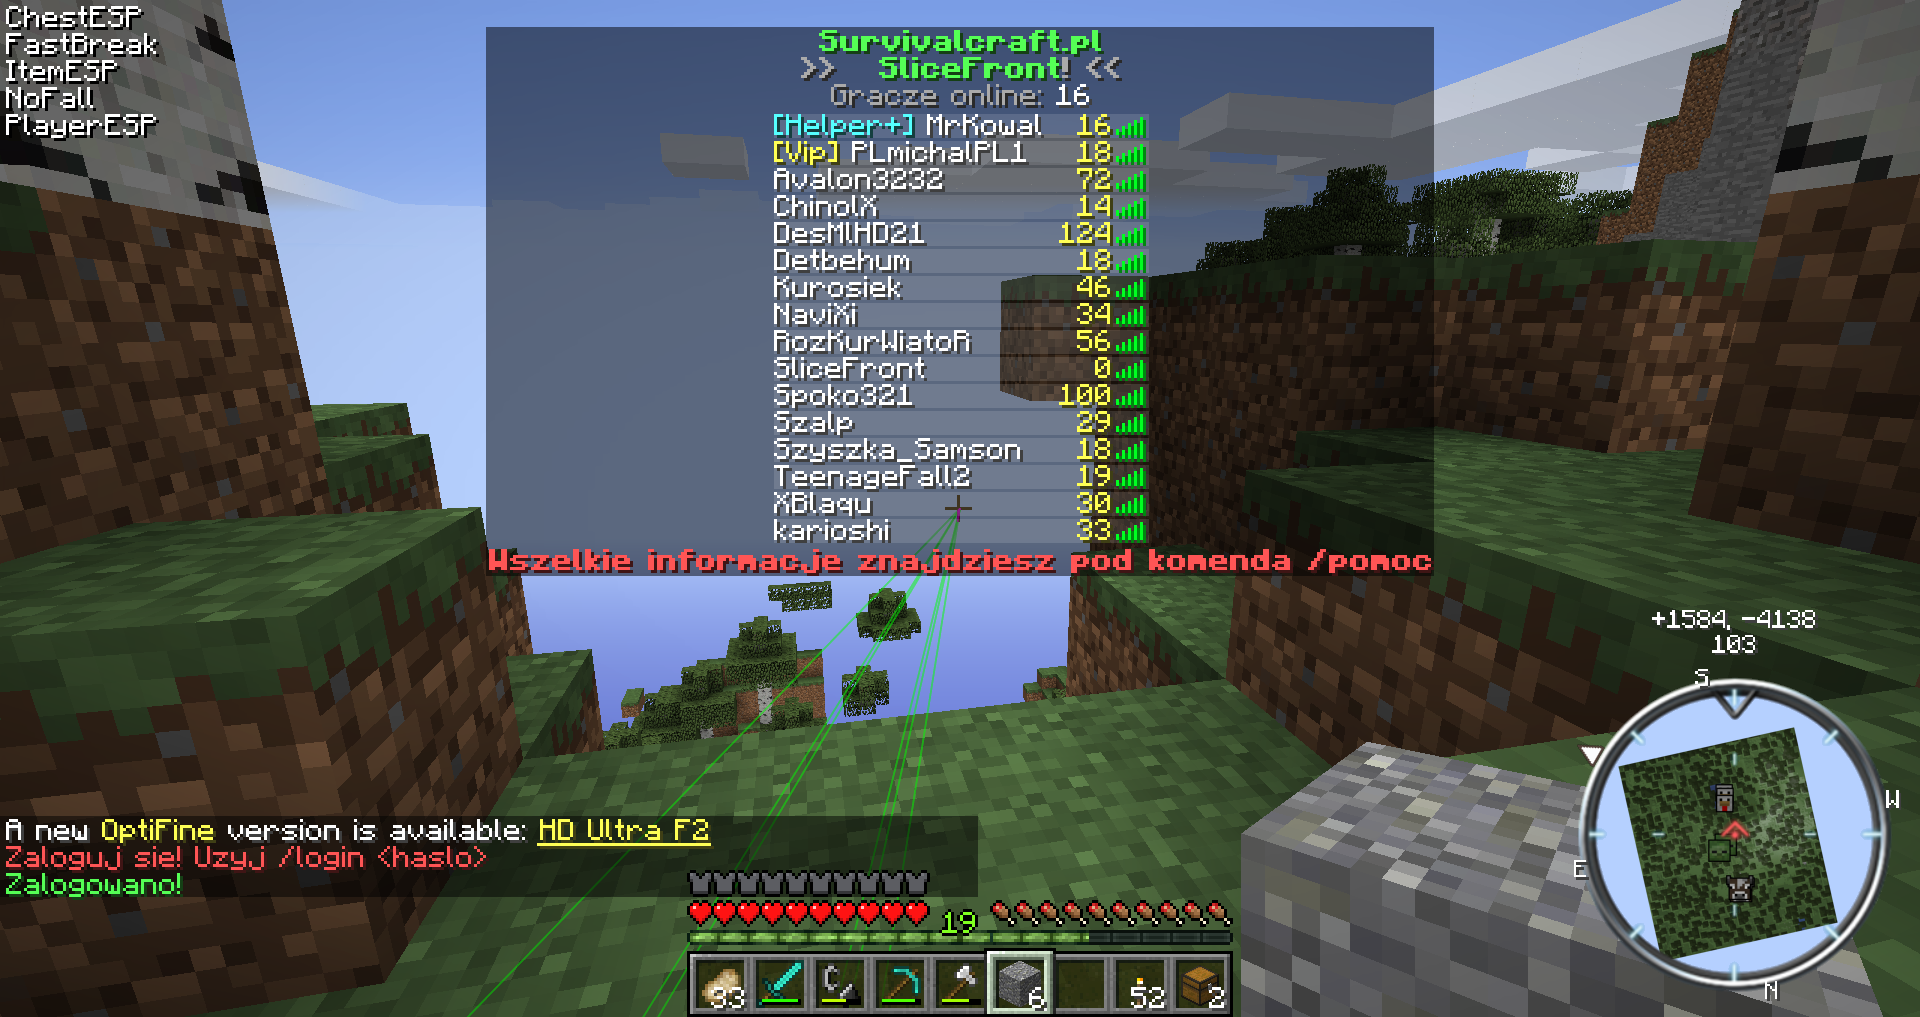 ChestESP
FastBreak
ItemESP
NoFall
PlayerESP
Survivalcraft.pl
>> SliceFront! <<
Gracze online: 16
[Helper+] MrKowal 16
[Vip] PLmichalPL1 18
Avalon3232 72
ChinolX 14
DesMlHD21 124
Detbehum 18
Kurosiek 46
NaviXi 34
RozKurWiatoR 56
SliceFront 0
Spoko321 100
Szalp 29
Szyszka_Samson 18
TeenageFall2 19
XBlaqu 30
karioshi 33
Wszelkie informacje znajdziesz pod komenda /pomoc
+1584, -4138
103
S
W
E
N
A new OptiFine version is available: HD Ultra F2
Zaloguj sie! Uzyj /login <haslo>
Zalogowano!
19
33
6
52
2